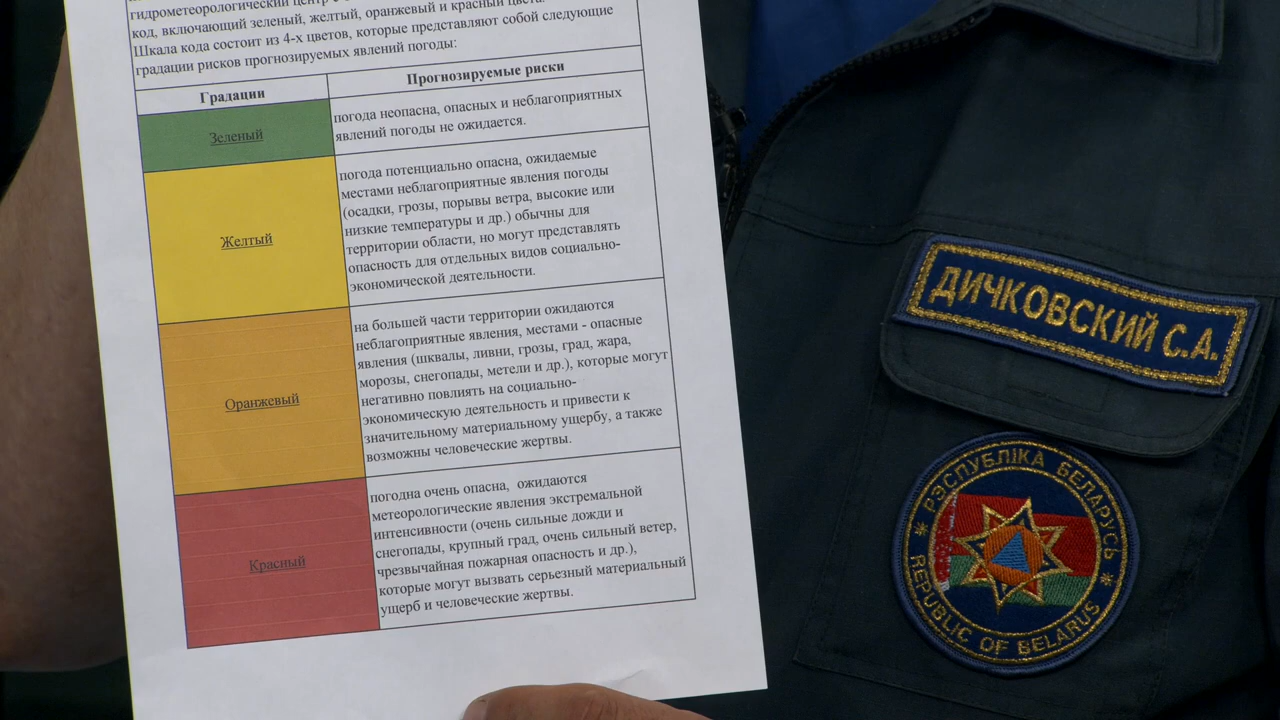 гидрометеорологический центр
код, включающий зеленый, желтый, оранжевый и красный цвета.
Шкала кода состоит из 4-х цветов, которые представляют собой следующие
градации рисков прогнозируемых явлений погоды:
Градации
Прогнозируемые риски
Зеленый
погода неопасна, опасных и неблагоприятных
явлений погоды не ожидается.
Желтый
погода потенциально опасна, ожидаемые
местами неблагоприятные явления погоды
(осадки, грозы, порывы ветра, высокие или
низкие температуры и др.) обычны для
территории области, но могут представлять
опасность для отдельных видов социально-
экономической деятельности.
Оранжевый
на большей части территории ожидаются
неблагоприятные явления, местами - опасные
явления (шквалы, ливни, грозы, град, жара,
морозы, снегопады, метели и др.), которые могут
негативно повлиять на социально-
экономическую деятельность и привести к
значительному материальному ущербу, а также
возможны человеческие жертвы.
Красный
погодна очень опасна, ожидаются
метеорологические явления экстремальной
интенсивности (очень сильные дожди и
снегопады, крупный град, очень сильный ветер,
чрезвычайная пожарная опасность и др.),
которые могут вызвать серьезный материальный
ущерб и человеческие жертвы.
ДИЧКОВСКИЙ С.А.
РЭСПУБЛІКА БЕЛАРУСЬ
REPUBLIC OF BELARUS